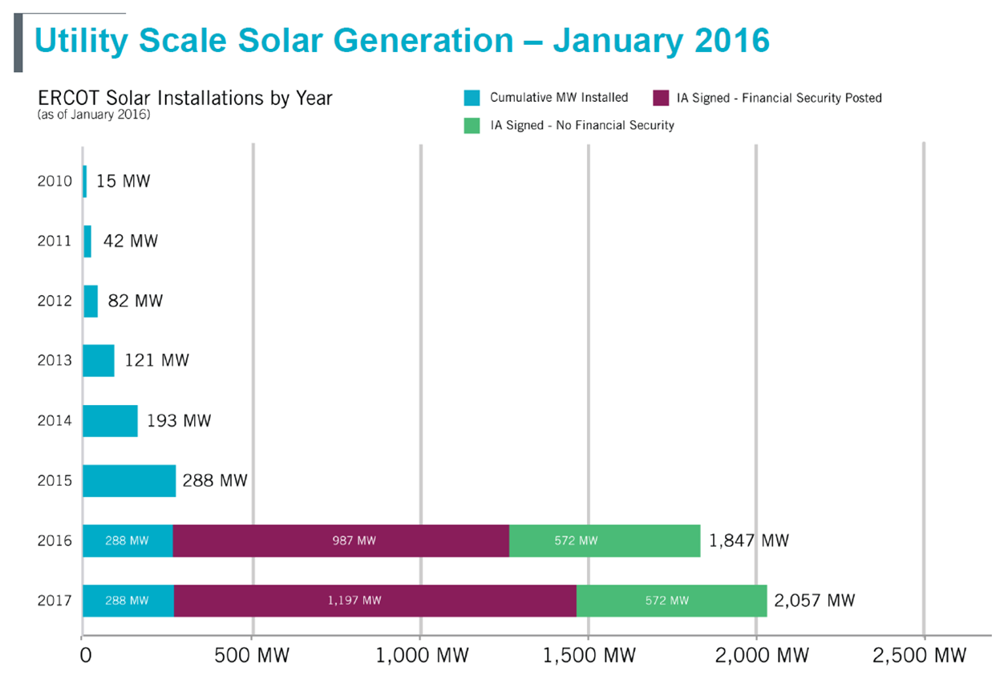 Utility Scale Solar Generation – January 2016
ERCOT Solar Installations by Year
(as of January 2016)
Cumulative MW Installed
IA Signed - Financial Security Posted
IA Signed - No Financial Security
2010 15 MW
2011 42 MW
2012 82 MW
2013 121 MW
2014 193 MW
2015 288 MW
2016 288 MW 987 MW 572 MW 1,847 MW
2017 288 MW 1,197 MW 572 MW 2,057 MW
0 500 MW 1,000 MW 1,500 MW 2,000 MW 2,500 MW